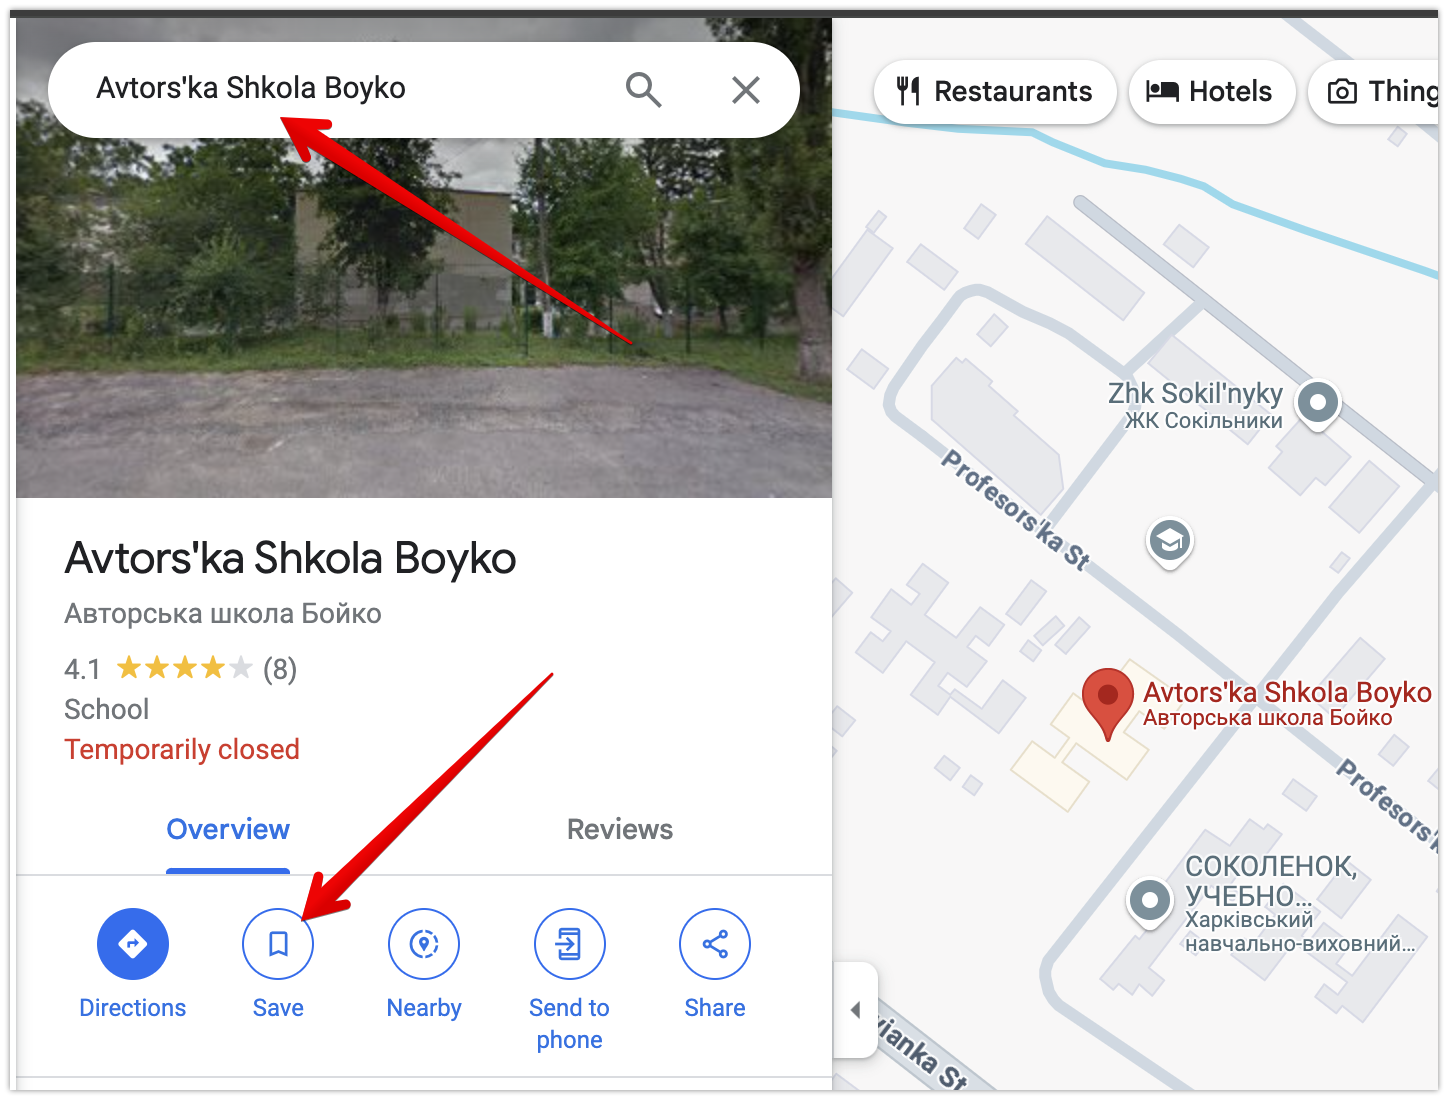 Avtors'ka Shkola Boyko
Restaurants
Hotels
Thing
Avtors'ka Shkola Boyko
Авторська школа Бойко
4.1 (8)
School
Temporarily closed
Overview
Reviews
Directions
Save
Nearby
Send to
phone
Share
Zhk Sokil'nyky
ЖК Сокільники
Profesors'ka St
Avtors'ka Shkola Boyko
Авторська школа Бойко
Profesors'k
СОКОЛЕНОК,
УЧЕБНО...
Харківський
навчально-виховний...
vianka St